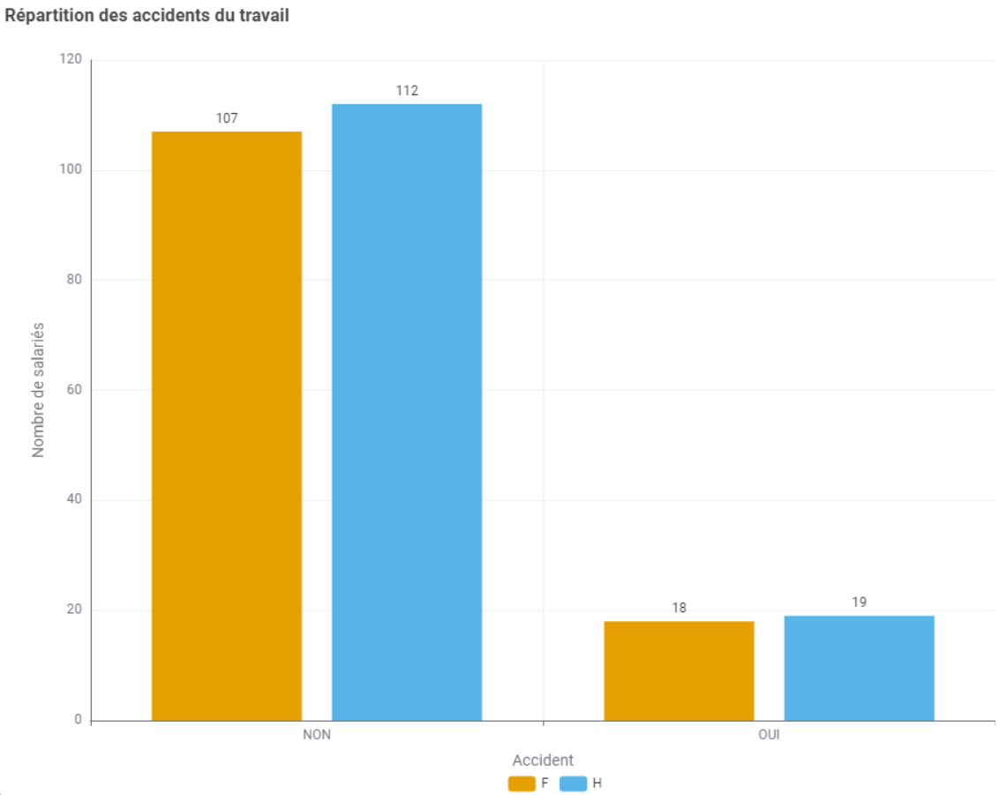 Répartition des accidents du travail
120
100
80
60
40
20
0
Nombre de salariés
107
112
18
19
NON
OUI
Accident
F
H